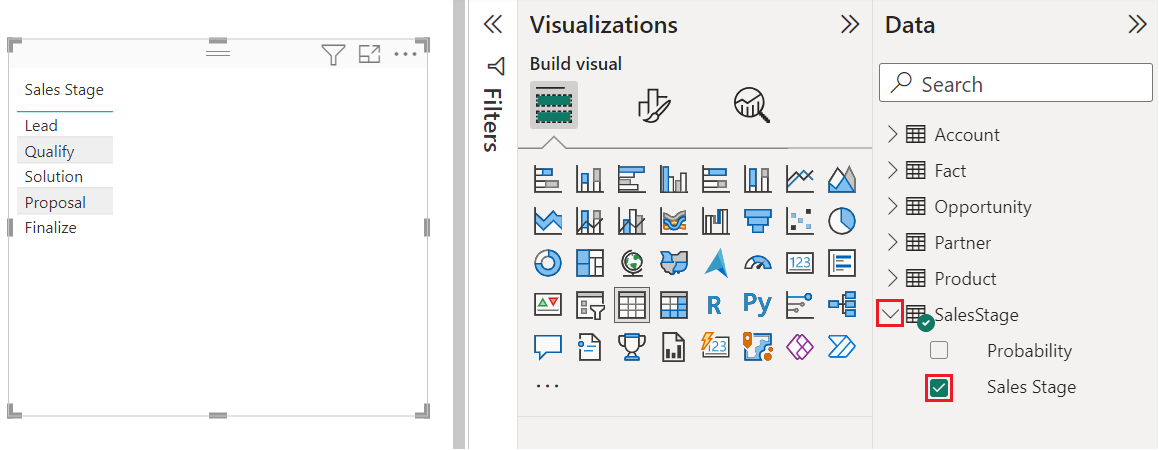 Sales Stage
Lead
Qualify
Solution
Proposal
Finalize
Filters
Visualizations
Build visual
123
R
Py
123
Data
Search
Account
Fact
Opportunity
Partner
Product
SalesStage
Probability
Sales Stage